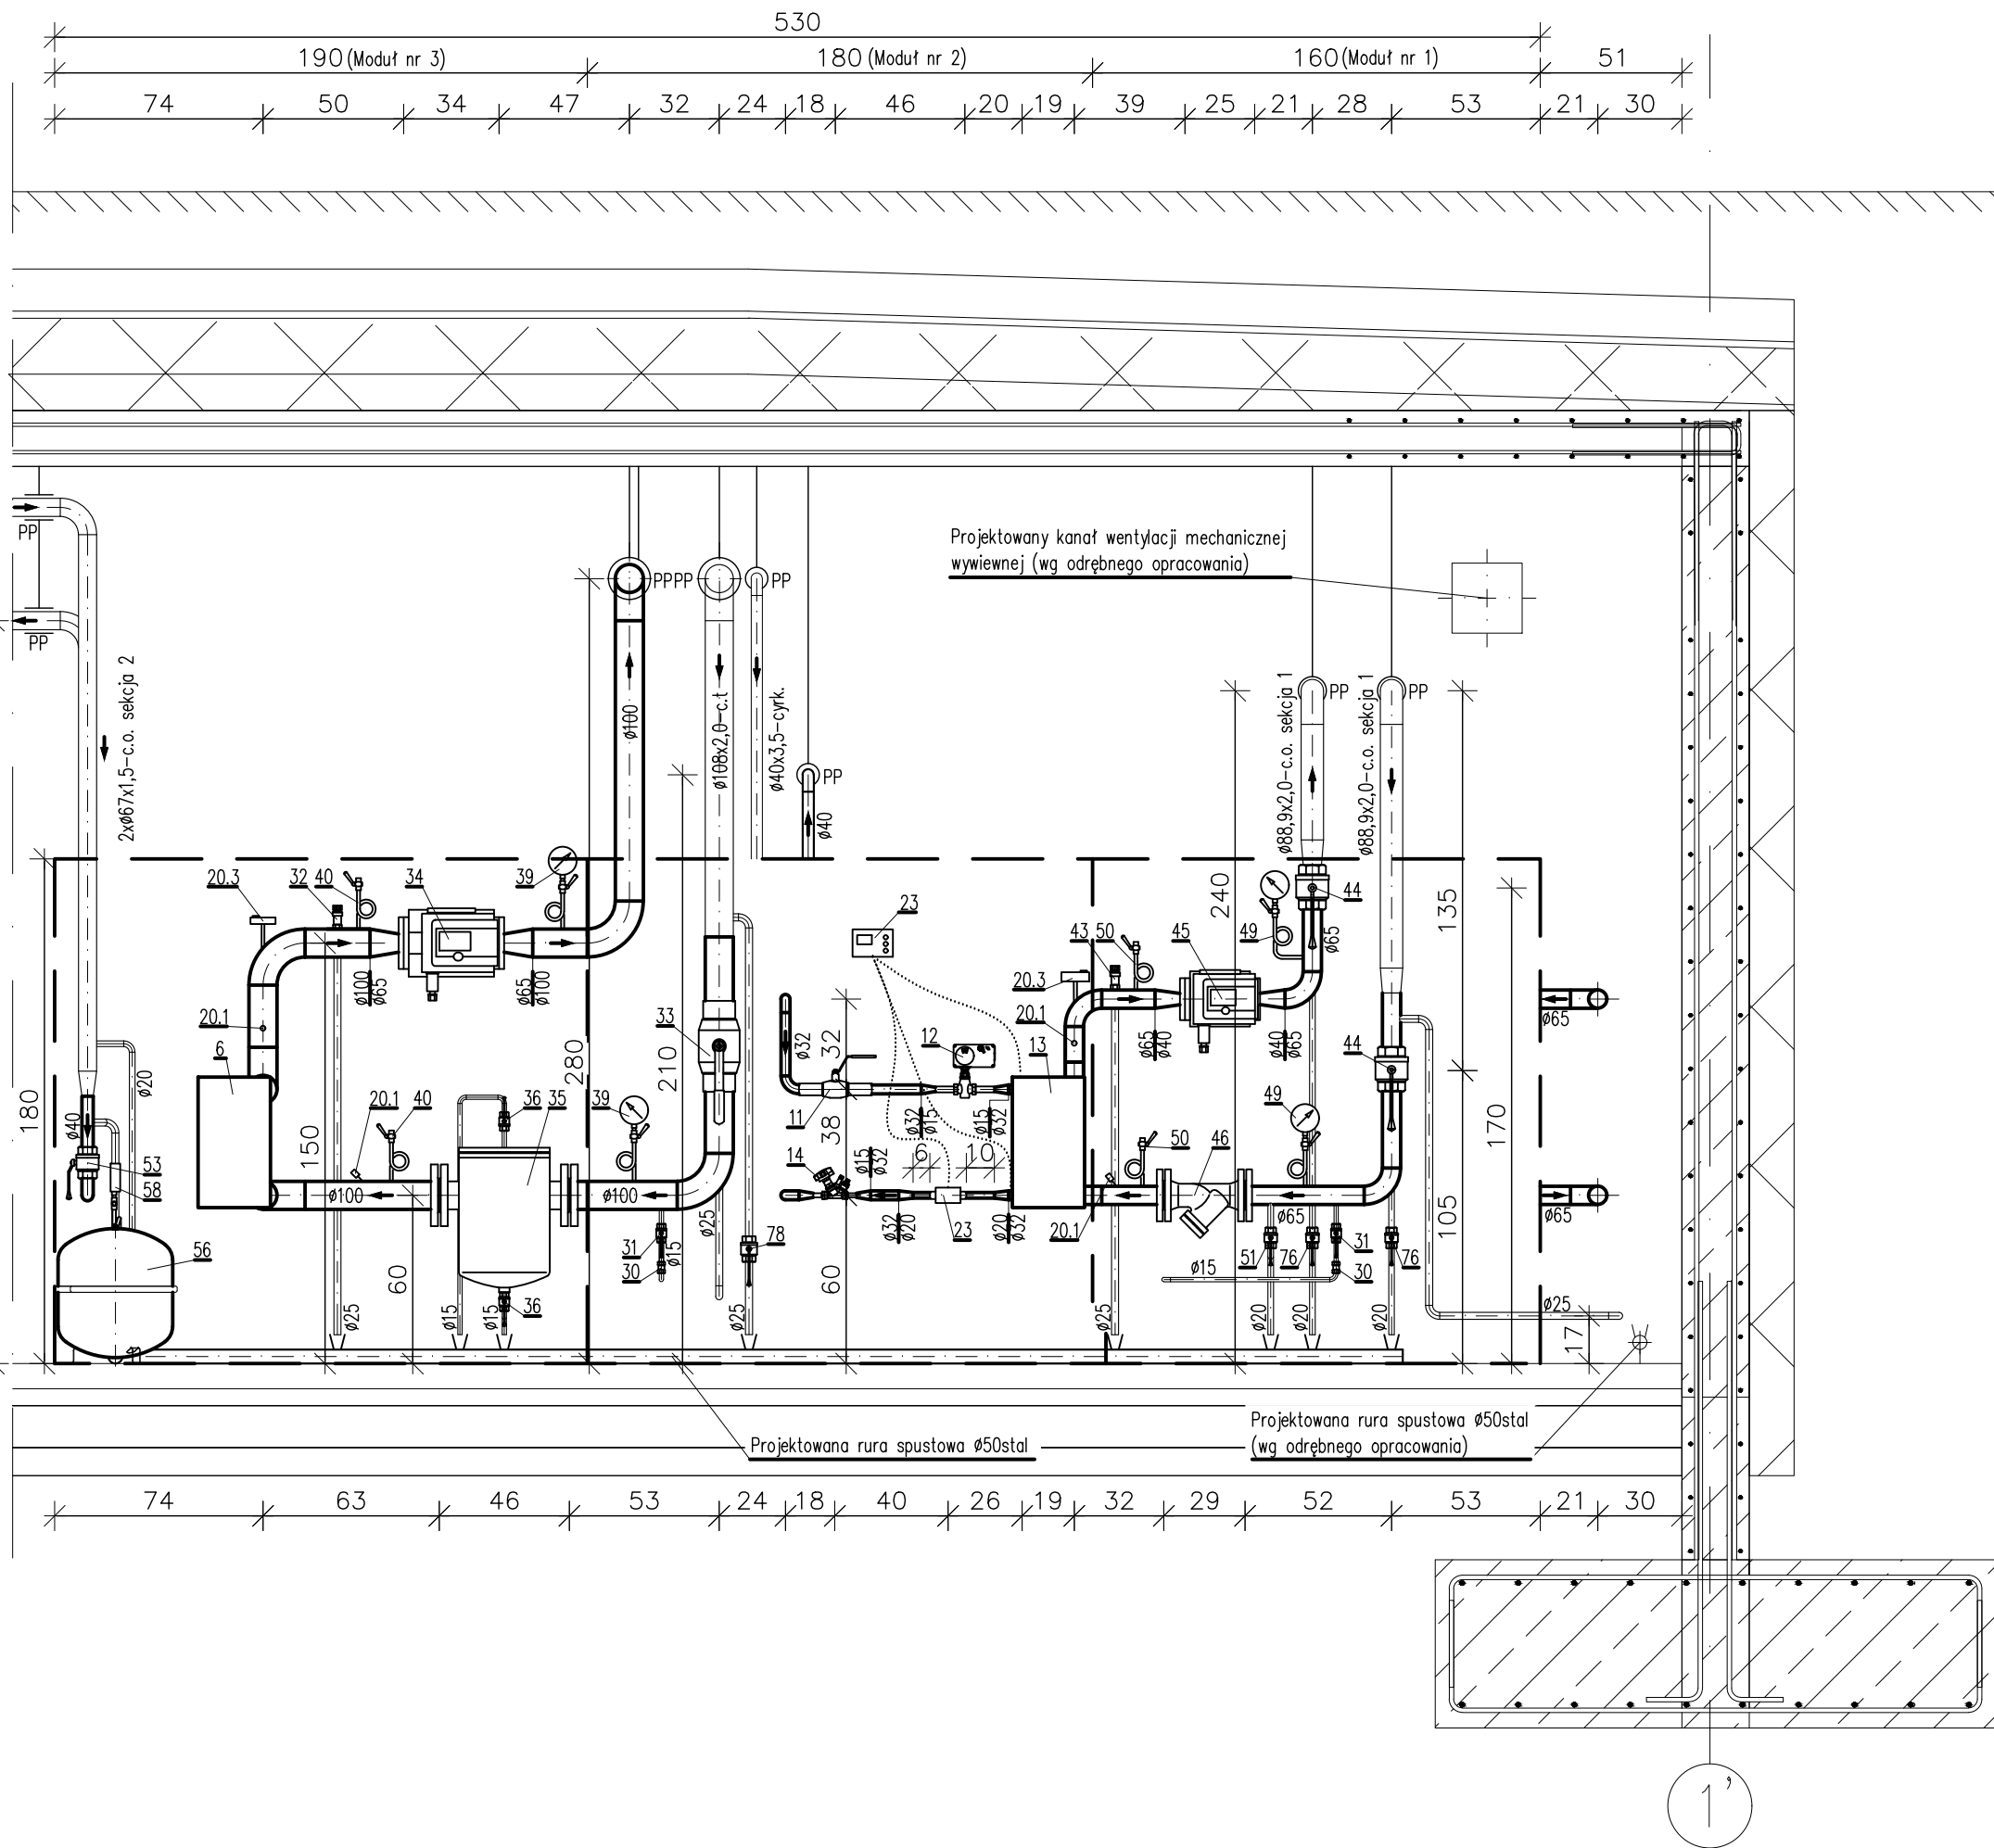 530
190 (Moduł nr 3)
180 (Moduł nr 2)
160 (Moduł nr 1)
51
74
50
34
47
32
24
18
46
20
19
39
25
21
28
53
21
30
PP
PP
2xø67x1,5-c.o. sekcja 2
Projektowany kanał wentylacji mechanicznej
wywiewnej (wg odrębnego opracowania)
PPPP
PP
PP
PP
PP
ø100
ø108x2,0-c.t
ø40x3,5-cyrk.
ø40
ø88,9x2,0-c.o. sekcja 1
ø88,9x2,0-c.o. sekcja 1
20.3
32
40
34
39
23
43
50
45
49
44
240
135
170
ø65
ø100
ø65
ø65
ø100
20.1
6
33
210
280
ø32
32
12
20.3
20.1
13
ø65
ø40
ø40
ø65
44
ø65
180
ø20
ø40
150
20.1
40
36
35
39
11
38
ø32
ø15
ø15
ø32
49
53
58
14
ø15
ø32
6
10
50
46
ø100
ø100
ø25
ø32
ø20
23
ø20
ø32
20.1
ø65
ø65
105
56
31
30
ø15
78
51
76
31
30
76
ø15
60
60
ø25
ø15
ø15
36
ø25
ø25
ø20
ø20
ø20
ø25
17
Projektowana rura spustowa ø50stal
Projektowana rura spustowa ø50stal
(wg odrębnego opracowania)
74
63
46
53
24
18
40
26
19
32
29
52
53
21
30
1'